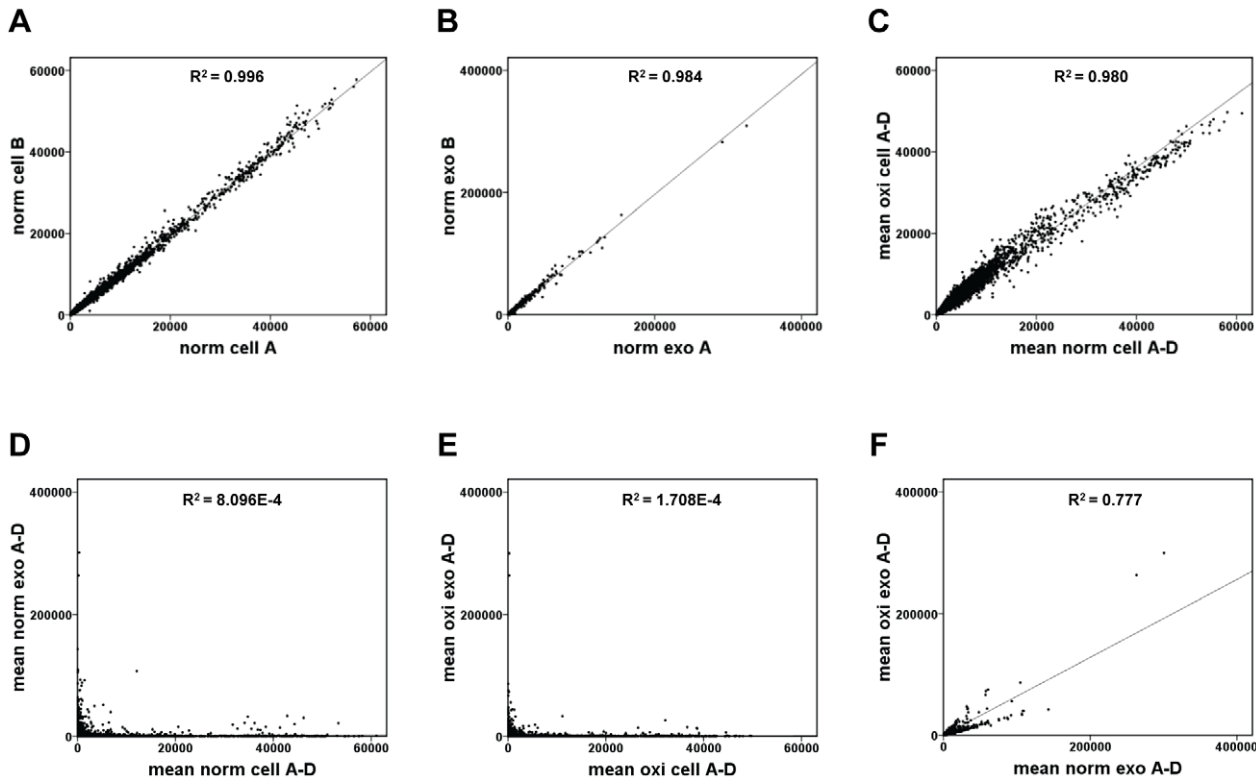 A
R² = 0.996
norm cell B
60000
40000
20000
0
0 20000 40000 60000
norm cell A
B
R² = 0.984
norm exo B
400000
200000
0
0 200000 400000
norm exo A
C
R² = 0.980
mean oxi cell A-D
60000
40000
20000
0
0 20000 40000 60000
mean norm cell A-D
D
R² = 8.096E-4
mean norm exo A-D
400000
200000
0
0 20000 40000 60000
mean norm cell A-D
E
R² = 1.708E-4
mean oxi exo A-D
400000
200000
0
0 20000 40000 60000
mean oxi cell A-D
F
R² = 0.777
mean oxi exo A-D
400000
200000
0
0 200000 400000
mean norm exo A-D